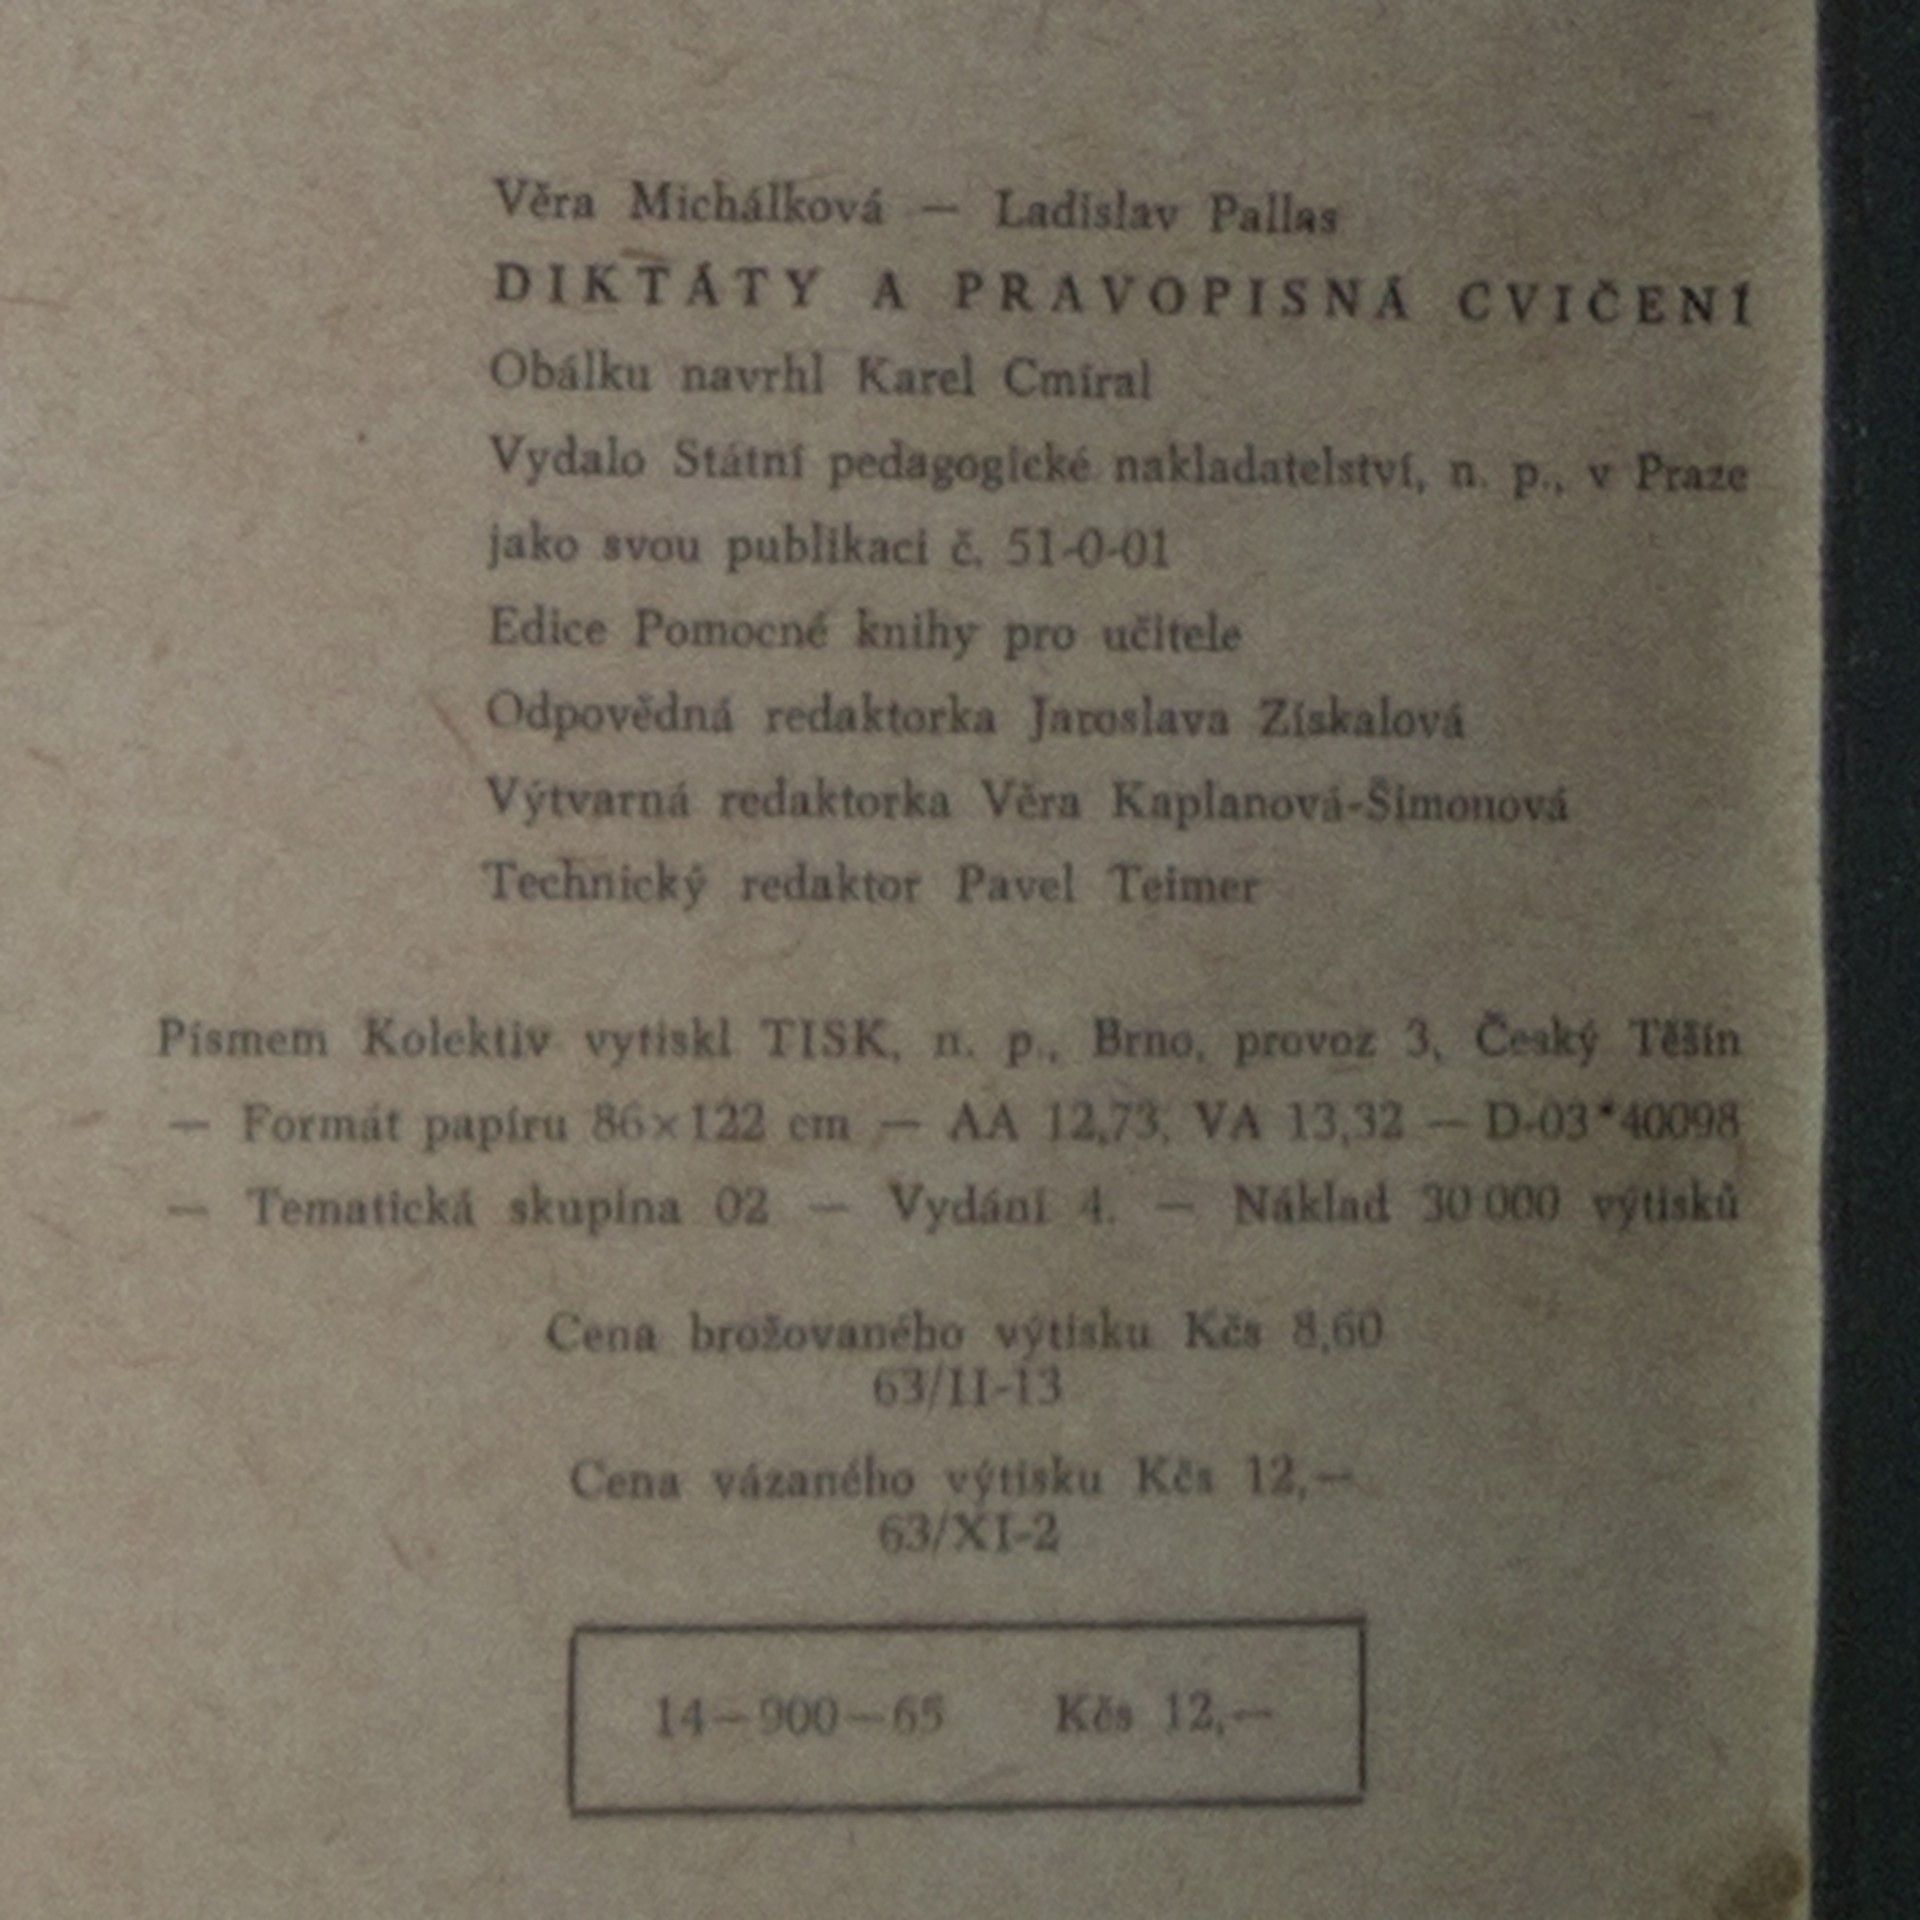 Věra Michálková — Ladislav Pallas
DIKTÁTY A PRAVOPISNÁ CVIČENÍ
Obálku navrhl Karel Cmíral
Vydalo Státní pedagogické nakladatelství, n. p., v Praze
jako svou publikaci č. 51-0-01
Edice Pomocné knihy pro učitele
Odpovědná redaktorka Jaroslava Získalová
Výtvarná redaktorka Věra Kaplanová-Šimonová
Technický redaktor Pavel Teimer
Písmem Kolektiv vytiskl TISK, n. p., Brno, provoz 3, Český Těšín
— Formát papíru 86×122 cm — AA 12,73, VA 13,32 — D-03*40098
— Tematická skupina 02 — Vydání 4. — Náklad 30 000 výtisků
Cena brožovaného výtisku Kčs 8,60
63/II-13
Cena vázaného výtisku Kčs 12,—
63/XI-2
14—900—65 Kčs 12,—